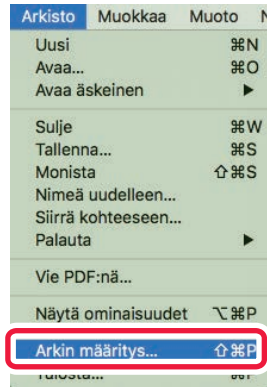 Arkisto Muokkaa Muoto
Uusi ⌘N
Avaa... ⌘O
Avaa äskeinen ▶
Sulje ⌘W
Tallenna... ⌘S
Monista ⇧⌘S
Nimeä uudelleen...
Siirrä kohteeseen...
Palauta ▶
Vie PDF:nä...
Näytä ominaisuudet ⌥⌘P
Arkin määritys... ⇧⌘P